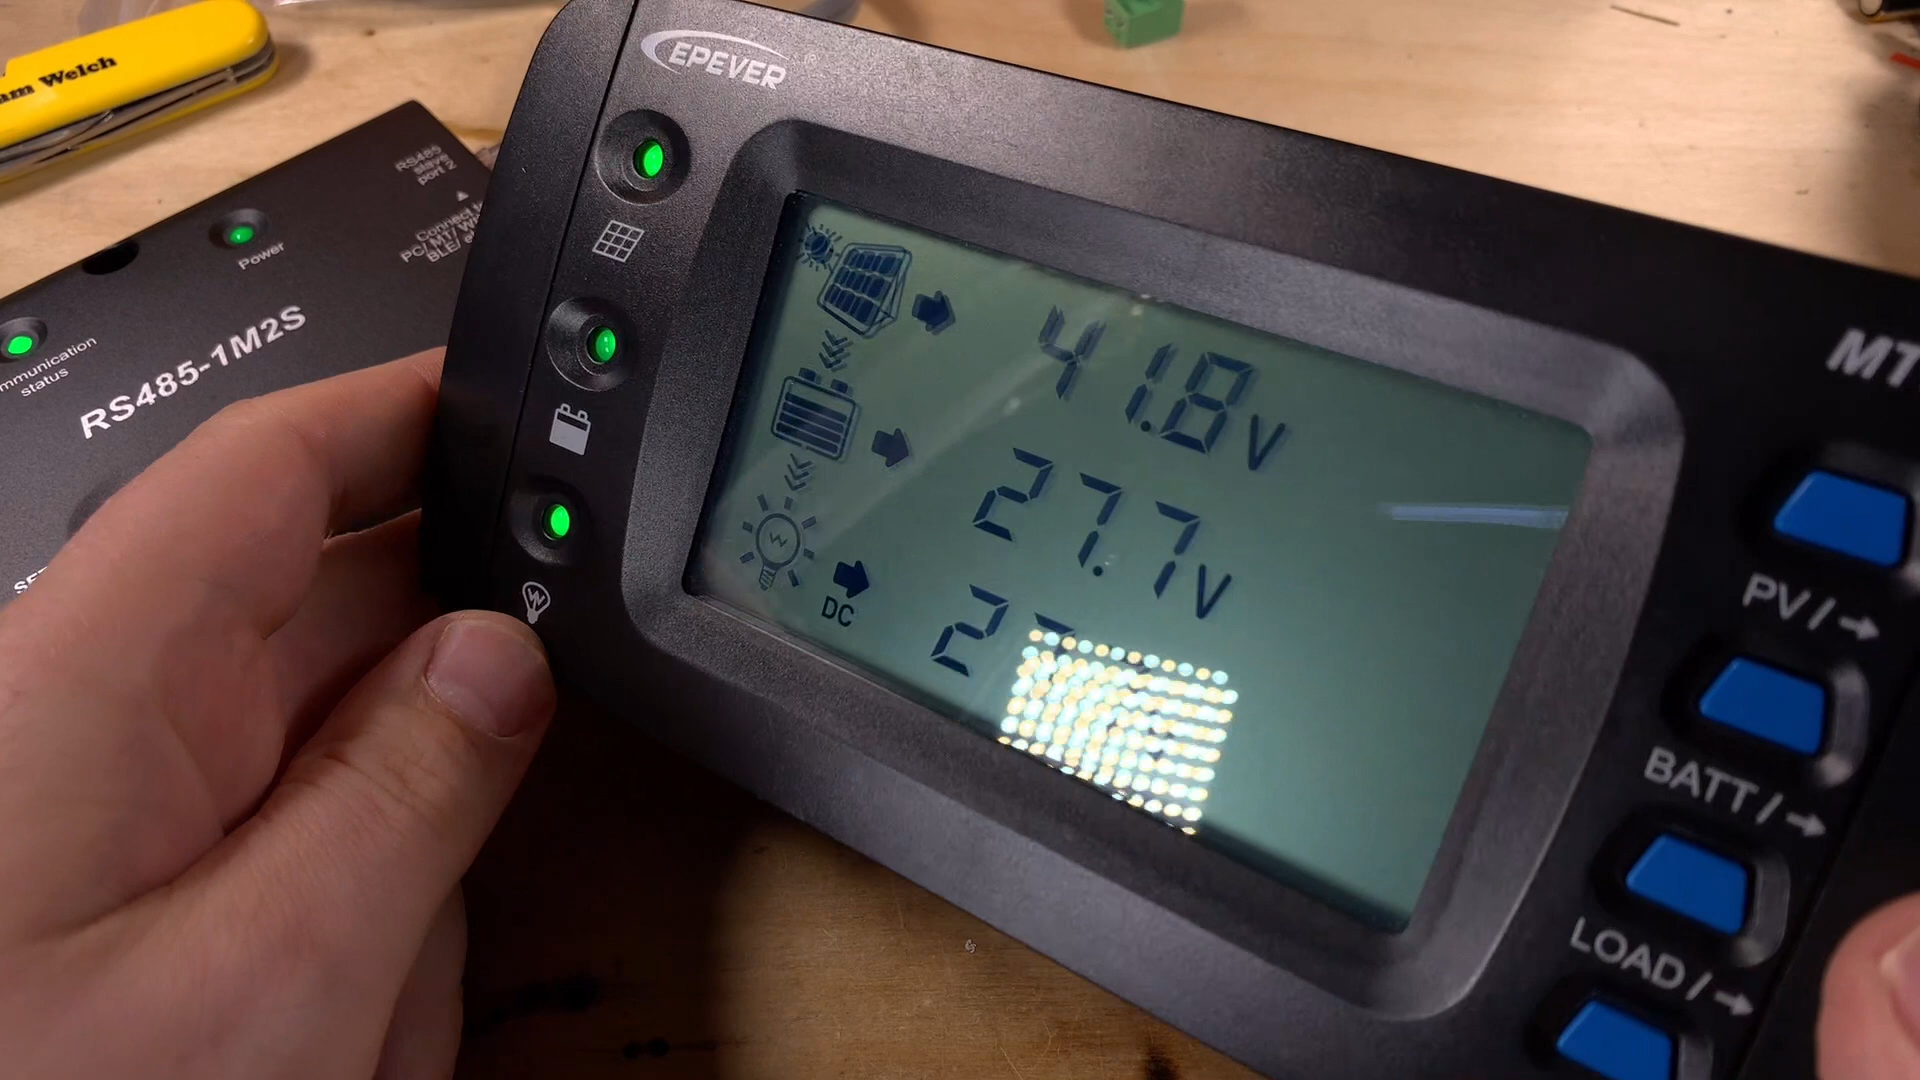 am Welch
EPEVER®
RS485
slave
port 2
Power
RS485-1M2S
status
41.8 V
27.7 V
DC
2
MT
PV / →
BATT / →
LOAD / →